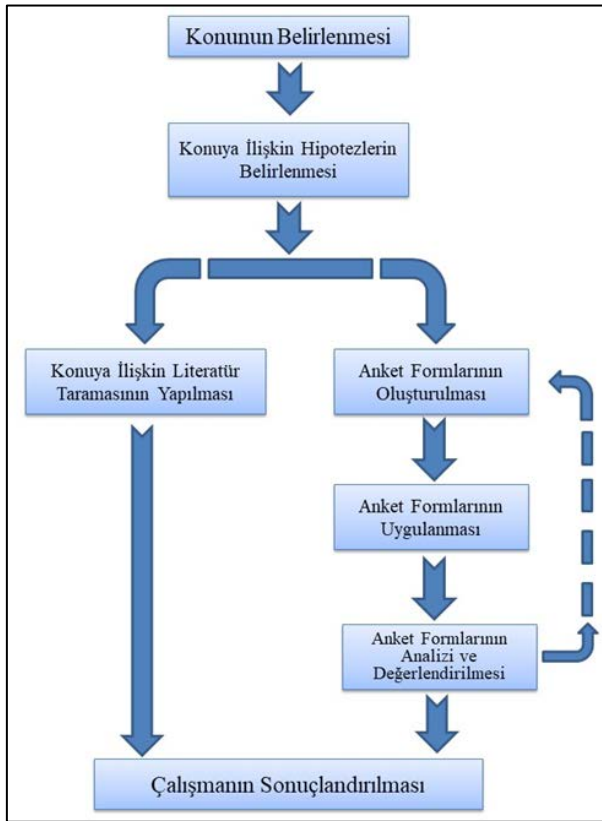 Konunun Belirlenmesi
Konuya İlişkin Hipotezlerin
Belirlenmesi
Konuya İlişkin Literatür
Taramasının Yapılması
Anket Formlarının
Oluşturulması
Anket Formlarının
Uygulanması
Anket Formlarının
Analizi ve
Değerlendirilmesi
Çalışmanın Sonuçlandırılması